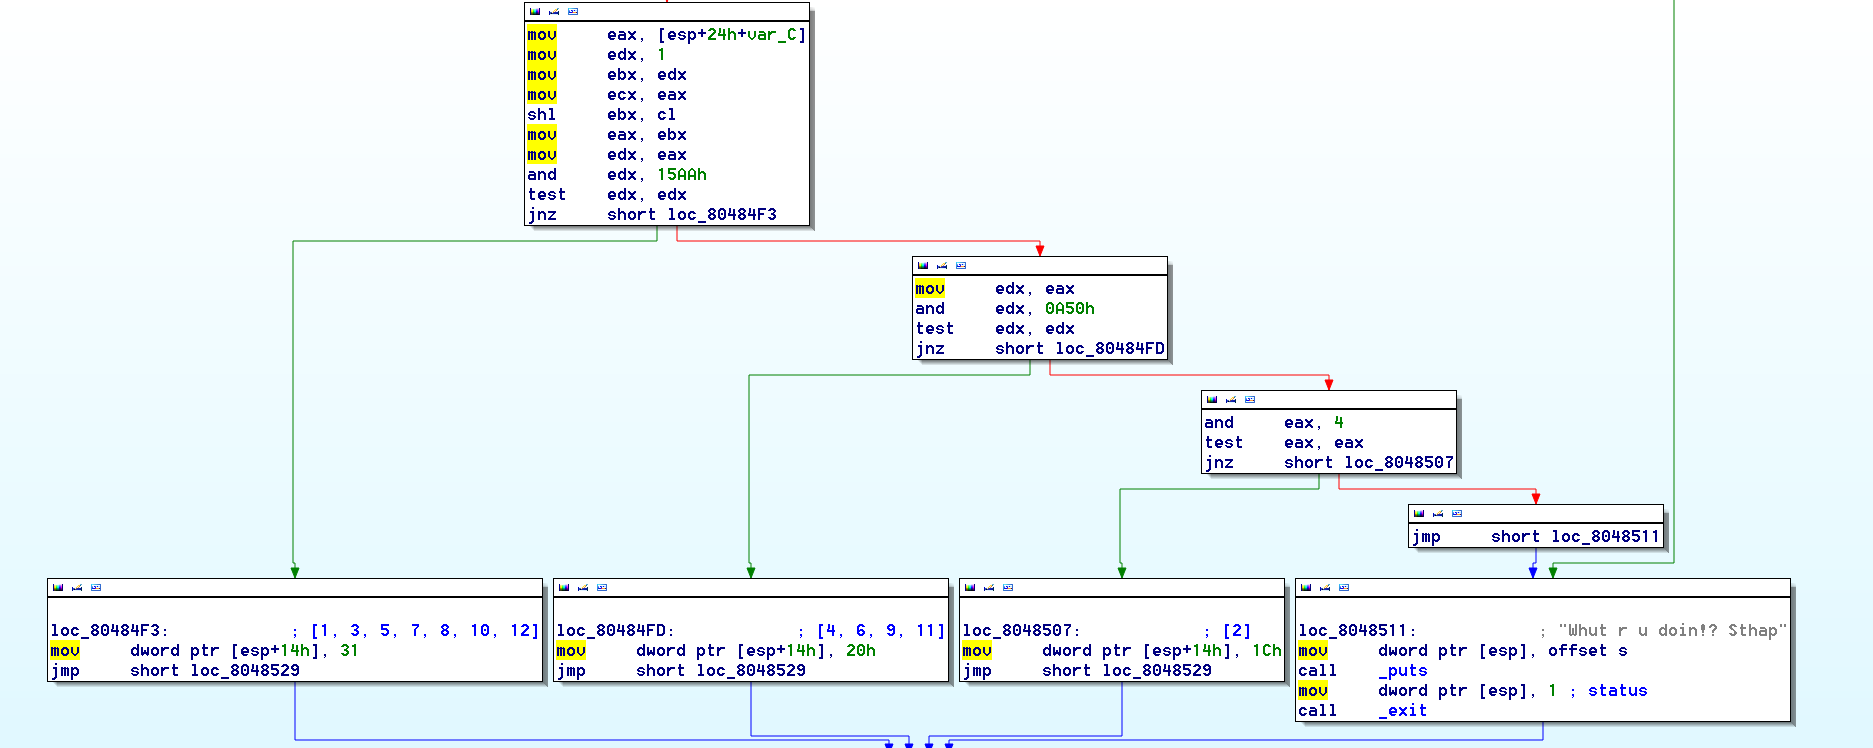 mov eax, [esp+24h+var_C]
mov edx, 1
mov ebx, edx
mov ecx, eax
shl ebx, cl
mov eax, ebx
mov edx, eax
and edx, 15AAh
test edx, edx
jnz short loc_80484F3
mov edx, eax
and edx, 0A50h
test edx, edx
jnz short loc_80484FD
and eax, 4
test eax, eax
jnz short loc_8048507
jmp short loc_8048511
loc_80484F3: ; [1, 3, 5, 7, 8, 10, 12]
mov dword ptr [esp+14h], 31
jmp short loc_8048529
loc_80484FD: ; [4, 6, 9, 11]
mov dword ptr [esp+14h], 20h
jmp short loc_8048529
loc_8048507: ; [2]
mov dword ptr [esp+14h], 1Ch
jmp short loc_8048529
loc_8048511: ; "Whut r u doin!? Sthap"
mov dword ptr [esp], offset s
call _puts
mov dword ptr [esp], 1 ; status
call _exit